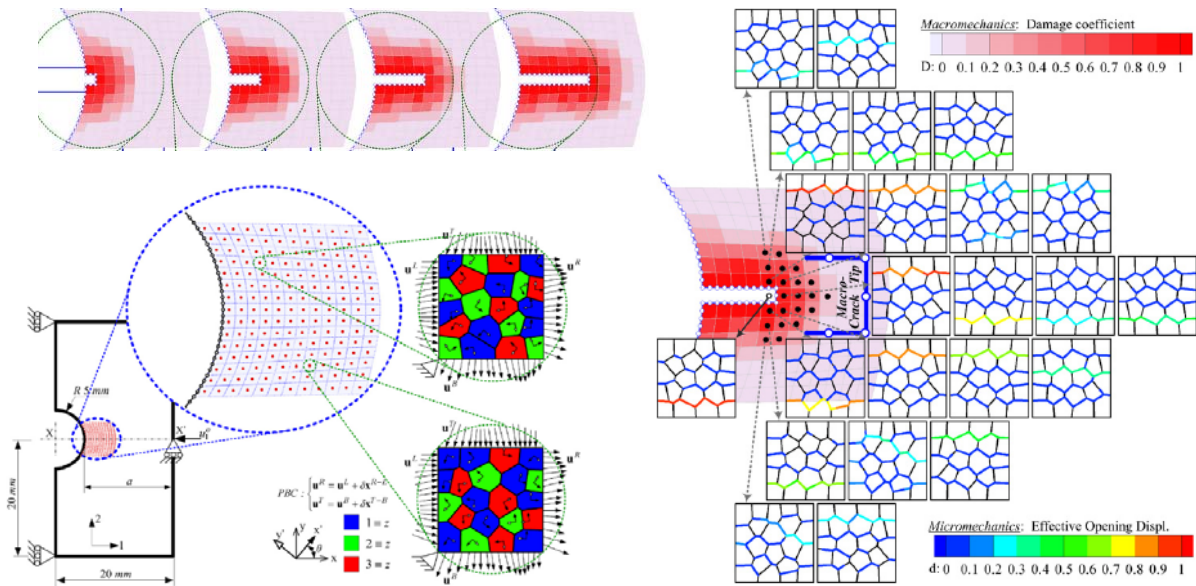 Macromechanics: Damage coefficient
D: 0 0.1 0.2 0.3 0.4 0.5 0.6 0.7 0.8 0.9 1
Macro-
Crack Tip
R 5 mm
X
X'
a
20 mm
20 mm
2
1
u^T
u^L
u^R
u^B
u^T
u^L
u^R
u^B
PBC : { u^R = u^L + δx^{R-L}
u^T = u^B + δx^{T-B}
y
y'
x'
x
θ
1 ≡ z
2 ≡ z
3 ≡ z
Micromechanics: Effective Opening Displ.
d: 0 0.1 0.2 0.3 0.4 0.5 0.6 0.7 0.8 0.9 1